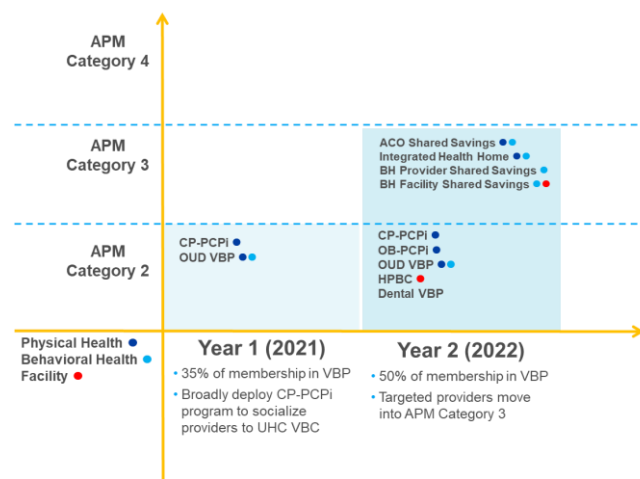 APM
Category 4
APM
Category 3
ACO Shared Savings
Integrated Health Home
BH Provider Shared Savings
BH Facility Shared Savings
APM
Category 2
CP-PCPi
OUD VBP
CP-PCPi
OB-PCPi
OUD VBP
HPBC
Dental VBP
Physical Health
Behavioral Health
Facility
Year 1 (2021)
• 35% of membership in VBP
• Broadly deploy CP-PCPi
program to socialize
providers to UHC VBC
Year 2 (2022)
• 50% of membership in VBP
• Targeted providers move
into APM Category 3